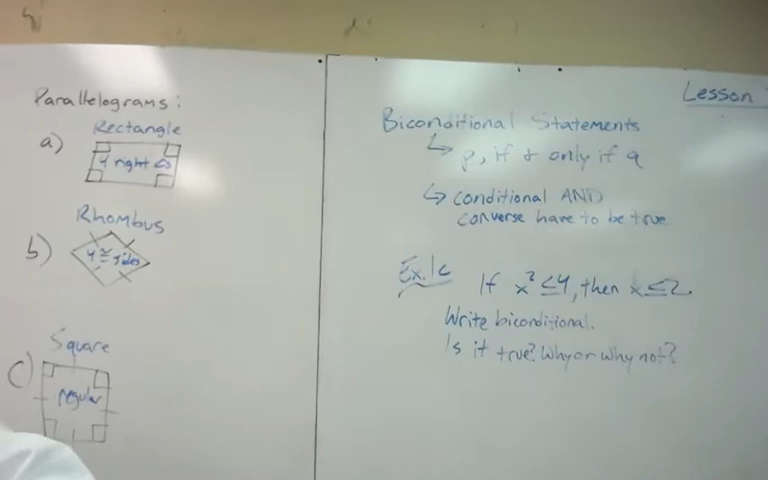 Parallelograms:
a) Rectangle
4 right ∠s
b) Rhombus
4 ≅ sides
c) Square
regular
Lesson
Biconditional Statements
↳ p, if & only if q
↳ conditional AND
converse have to be true
Ex. 1c If x² ≤ 4, then x ≤ 2
Write biconditional.
Is it true? Why or why not?